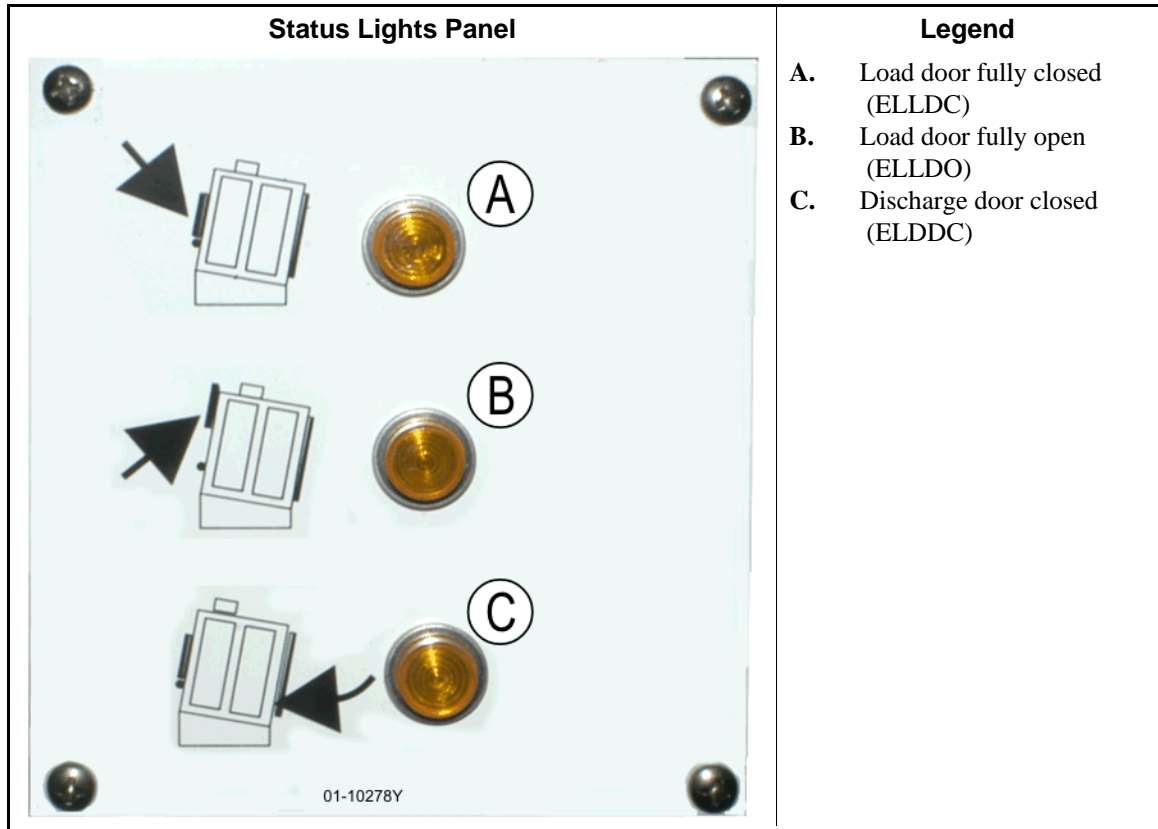 Status Lights Panel
Legend
A. Load door fully closed
(ELLDC)
B. Load door fully open
(ELLDO)
C. Discharge door closed
(ELDDC)
A
B
C
01-10278Y